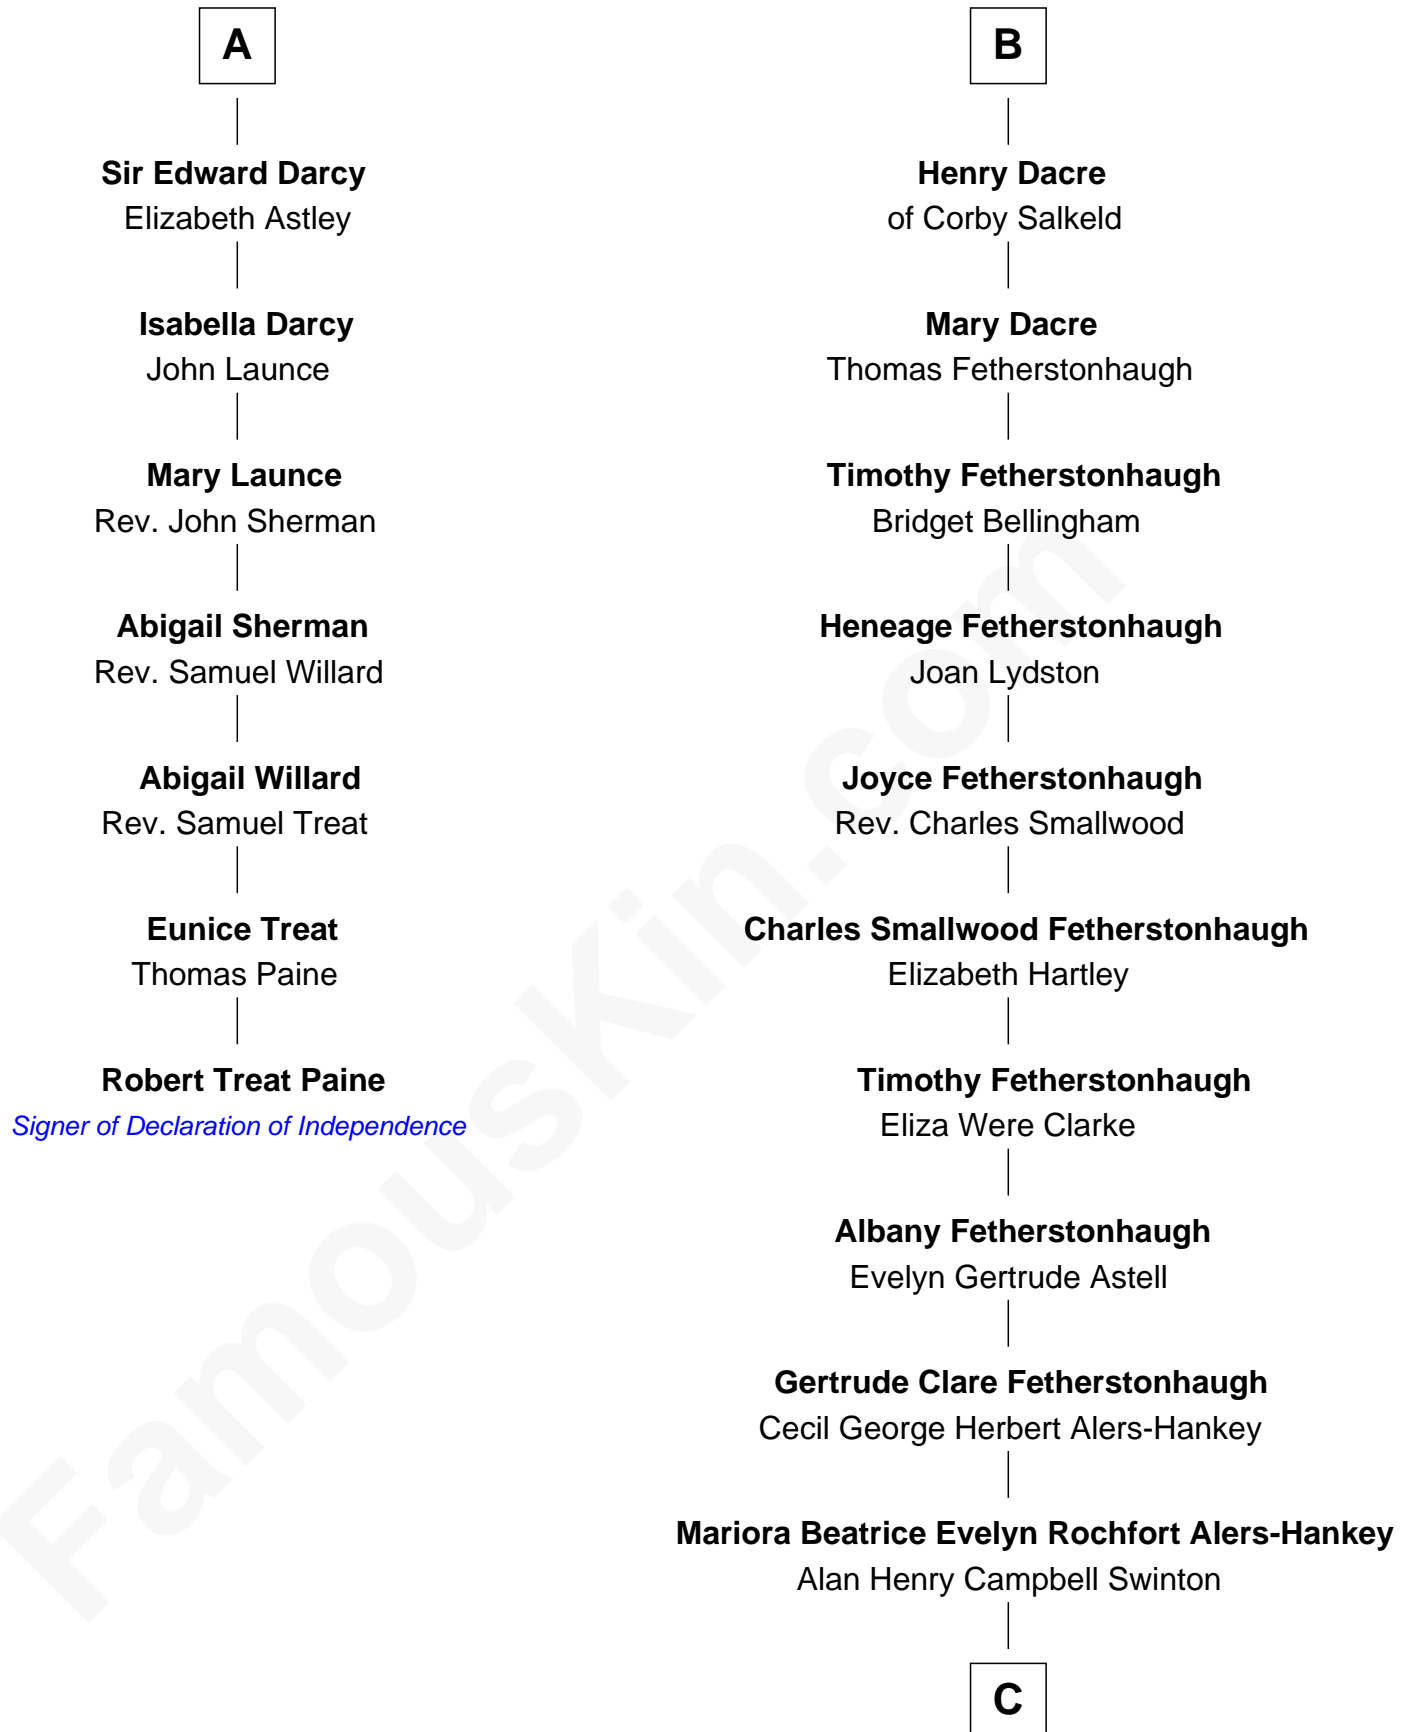 A
Sir Edward Darcy
Elizabeth Astley
Isabella Darcy
John Launce
Mary Launce
Rev. John Sherman
Abigail Sherman
Rev. Samuel Willard
Abigail Willard
Rev. Samuel Treat
Eunice Treat
Thomas Paine
Robert Treat Paine
Signer of Declaration of Independence
B
Henry Dacre
of Corby Salkeld
Mary Dacre
Thomas Fetherstonhaugh
Timothy Fetherstonhaugh
Bridget Bellingham
Heneage Fetherstonhaugh
Joan Lydston
Joyce Fetherstonhaugh
Rev. Charles Smallwood
Charles Smallwood Fetherstonhaugh
Elizabeth Hartley
Timothy Fetherstonhaugh
Eliza Were Clarke
Albany Fetherstonhaugh
Evelyn Gertrude Astell
Gertrude Clare Fetherstonhaugh
Cecil George Herbert Alers-Hankey
Mariora Beatrice Evelyn Rochfort Alers-Hankey
Alan Henry Campbell Swinton
C
FamousKin.com